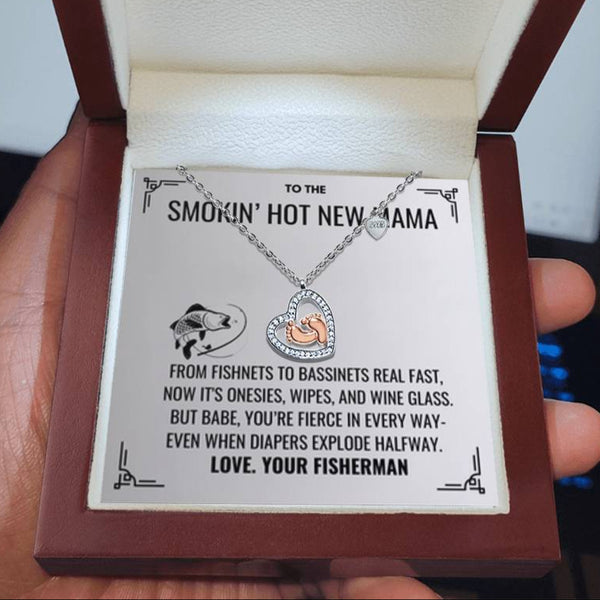 TO THE
SMOKIN' HOT NEW MAMA
FROM FISHNETS TO BASSINETS REAL FAST,
NOW IT'S ONESIES, WIPES, AND WINE GLASS.
BUT BABE, YOU'RE FIERCE IN EVERY WAY-
EVEN WHEN DIAPERS EXPLODE HALFWAY.
LOVE. YOUR FISHERMAN